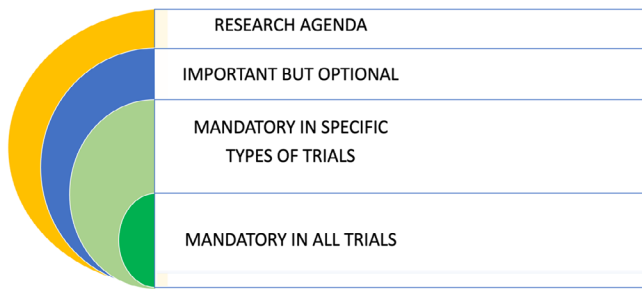 RESEARCH AGENDA
IMPORTANT BUT OPTIONAL
MANDATORY IN SPECIFIC
TYPES OF TRIALS
MANDATORY IN ALL TRIALS